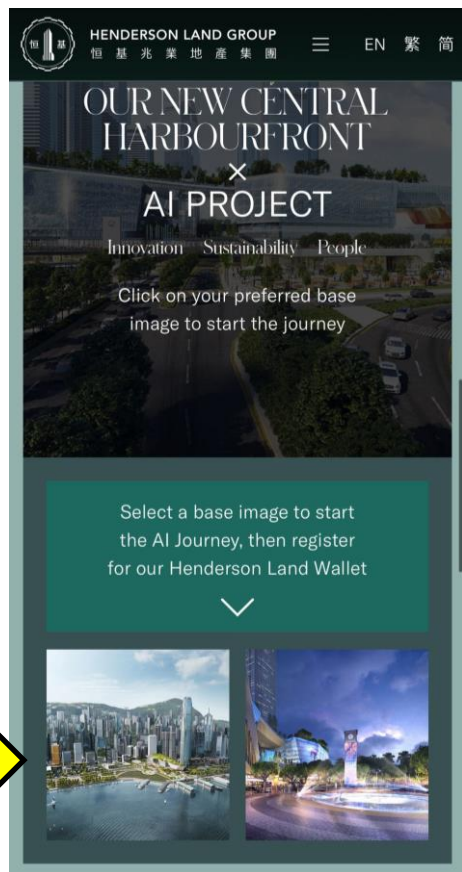 恒 基
HENDERSON LAND GROUP
恒基兆業地產集團
EN 繁 简
OUR NEW CENTRAL
HARBOURFRONT
×
AI PROJECT
Innovation Sustainability People
Click on your preferred base
image to start the journey
Select a base image to start
the AI Journey, then register
for our Henderson Land Wallet